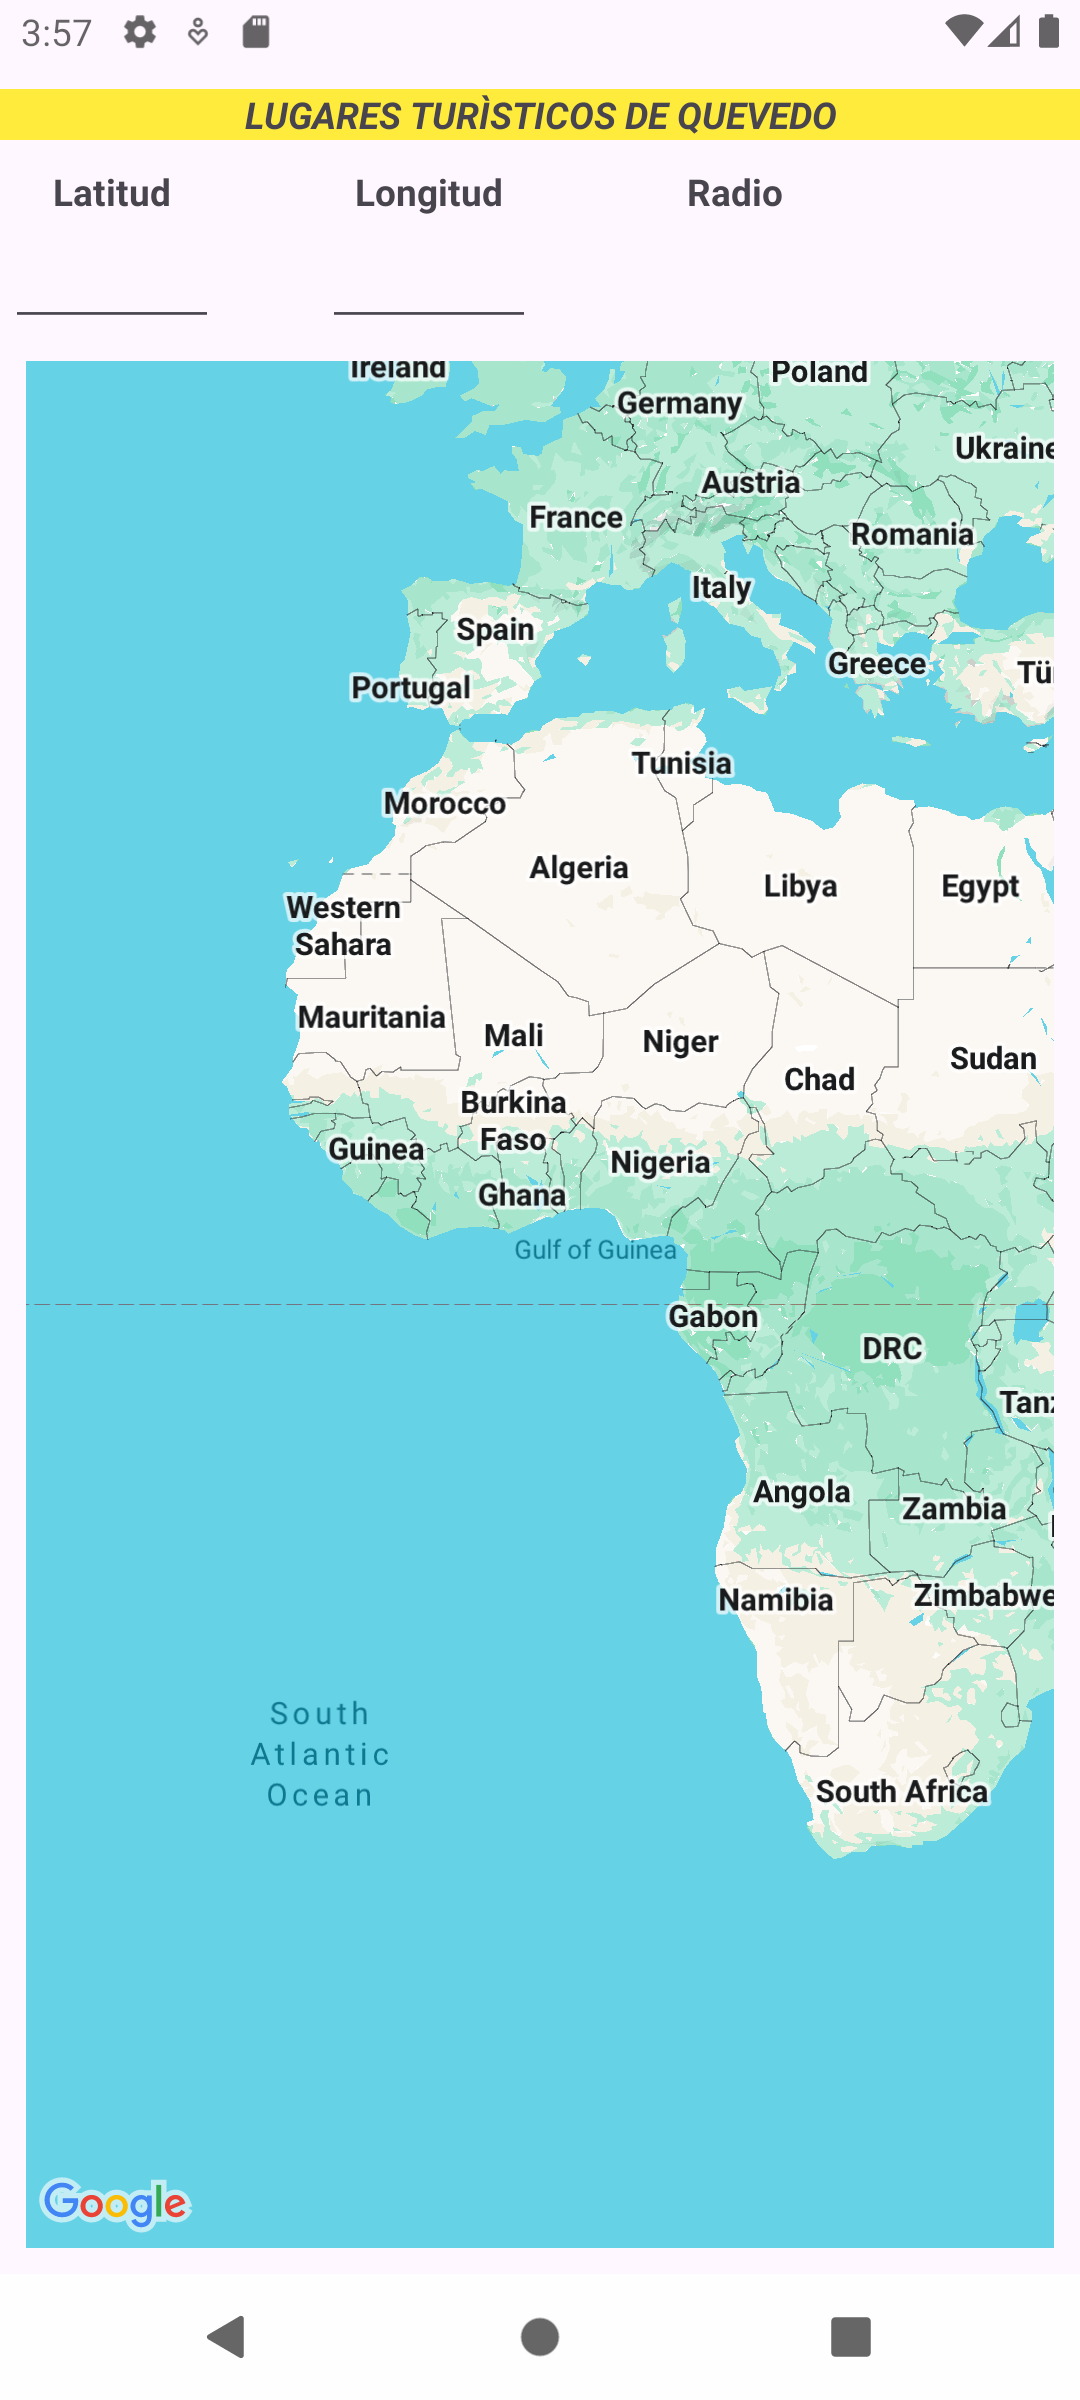 3:57
LUGARES TURÌSTICOS DE QUEVEDO
Latitud Longitud Radio
Ireland
Poland
Germany
Ukraine
Austria
France
Romania
Italy
Spain
Greece
Tü
Portugal
Tunisia
Morocco
Algeria
Libya
Egypt
Western
Sahara
Mauritania
Mali
Niger
Sudan
Chad
Burkina
Faso
Guinea
Nigeria
Ghana
Gulf of Guinea
Gabon
DRC
Tanz
Angola
Zambia
Zimbabwe
Namibia
South
Atlantic
Ocean
South Africa
Google